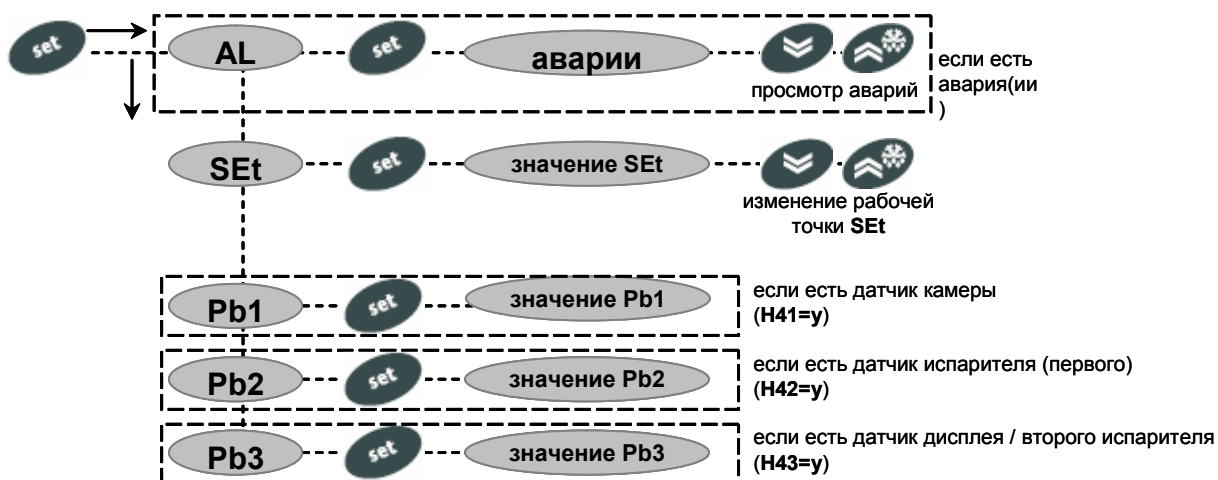 set AL set аварии
просмотр аварий
если есть
авария(ии
)
SEt set значение SEt
изменение рабочей
точки SEt
Pb1 set значение Pb1
если есть датчик камеры
(H41=y)
Pb2 set значение Pb2
если есть датчик испарителя (первого)
(H42=y)
Pb3 set значение Pb3
если есть датчик дисплея / второго испарителя
(H43=y)